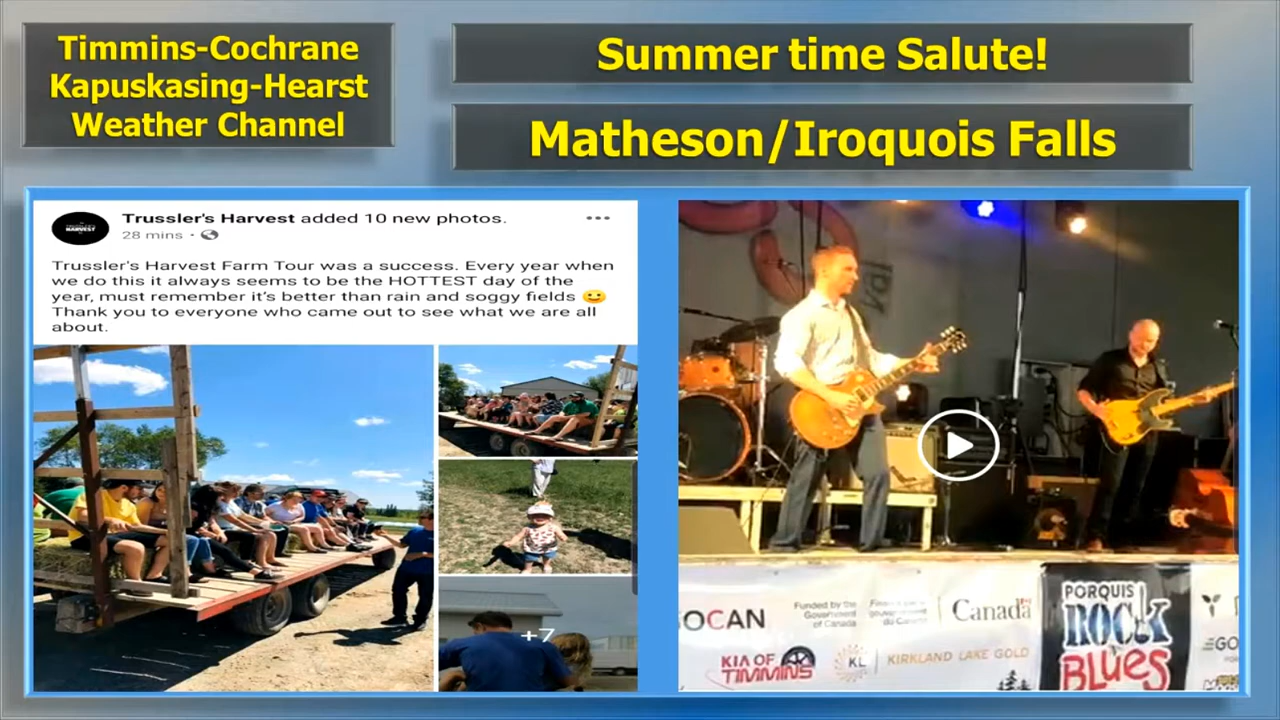 Timmins-Cochrane
Kapuskasing-Hearst
Weather Channel
Summer time Salute!
Matheson/Iroquois Falls
Trussler's Harvest added 10 new photos.
28 mins ·
HARVEST
Trussler's Harvest Farm Tour was a success. Every year when
we do this it always seems to be the HOTTEST day of the
year, must remember it's better than rain and soggy fields 🙂
Thank you to everyone who came out to see what we are all
about.
+7
OCAN
Funded by the
Government
of Canada
Canada
KIA OF
TIMMINS
KL
KIRKLAND LAKE GOLD
PORQUIS
ROCK
BLUES